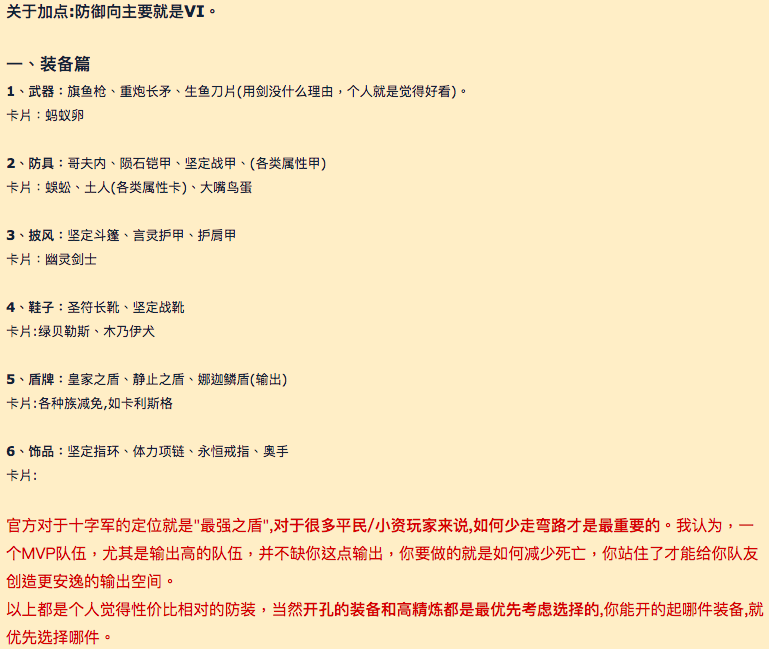 关于加点:防御向主要就是VI。
一、装备篇
1、武器：旗鱼枪、重炮长矛、生鱼刀片(用剑没什么理由，个人就是觉得好看)。
卡片：蚂蚁卵
2、防具：哥夫内、陨石铠甲、坚定战甲、(各类属性甲)
卡片：蜈蚣、土人(各类属性卡)、大嘴鸟蛋
3、披风：坚定斗篷、言灵护甲、护肩甲
卡片：幽灵剑士
4、鞋子：圣符长靴、坚定战靴
卡片:绿贝勒斯、木乃伊犬
5、盾牌：皇家之盾、静止之盾、娜迦鳞盾(输出)
卡片:各种族减免,如卡利斯格
6、饰品：坚定指环、体力项链、永恒戒指、奥手
卡片:
官方对于十字军的定位就是"最强之盾",对于很多平民/小资玩家来说,如何少走弯路才是最重要的。我认为，一
个MVP队伍，尤其是输出高的队伍，并不缺你这点输出，你要做的就是如何减少死亡，你站住了才能给你队友
创造更安逸的输出空间。
以上都是个人觉得性价比相对的防装，当然开孔的装备和高精炼都是最优先考虑选择的,你能开的起哪件装备,就
优先选择哪件。